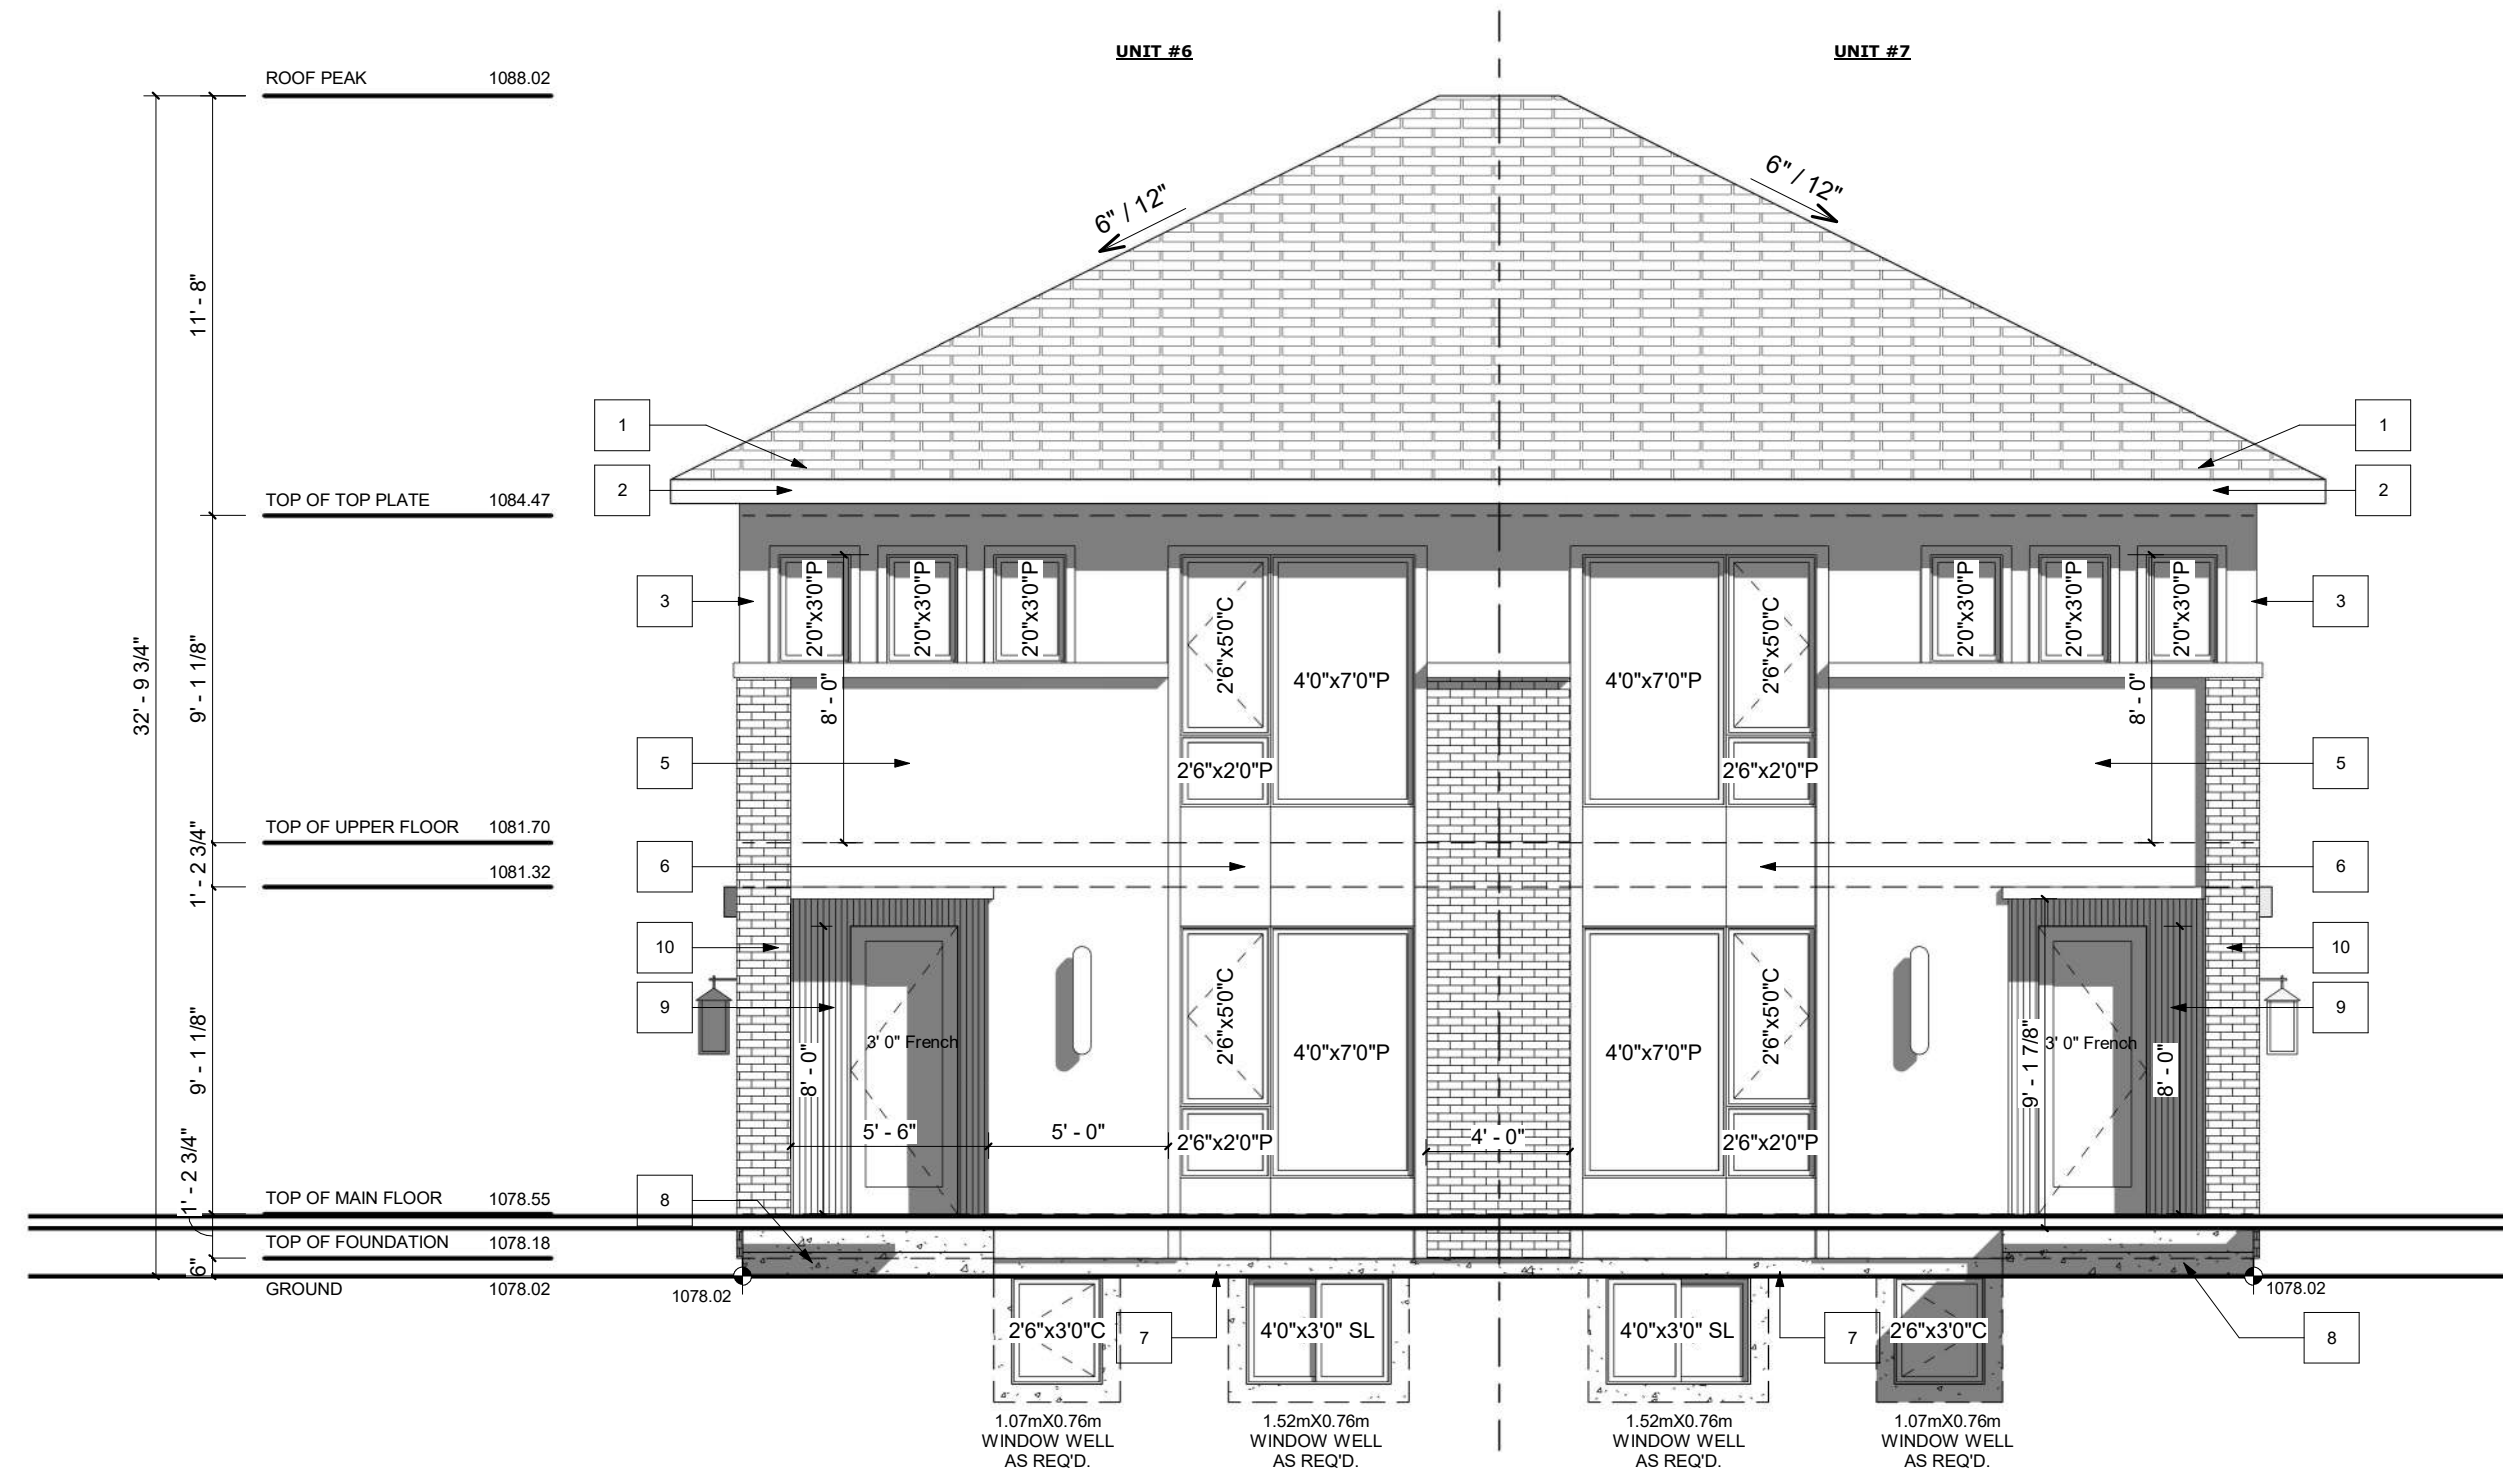 UNIT #6
UNIT #7
ROOF PEAK 1088.02
6" / 12"
6" / 12"
11' - 8"
1
1
2
2
TOP OF TOP PLATE 1084.47
3
2'0"x3'0"P
2'0"x3'0"P
2'0"x3'0"P
2'6"x5'0"C
4'0"x7'0"P
4'0"x7'0"P
2'6"x5'0"C
2'0"x3'0"P
2'0"x3'0"P
2'0"x3'0"P
3
32' - 9 3/4"
9' - 1 1/8"
8' - 0"
8' - 0"
5
2'6"x2'0"P
2'6"x2'0"P
5
TOP OF UPPER FLOOR 1081.70
1' - 2 3/4"
1081.32
6
6
10
10
9
9
2'6"x5'0"C
4'0"x7'0"P
4'0"x7'0"P
2'6"x5'0"C
9' - 1 1/8"
8' - 0"
3' 0" French
9' - 1 7/8"
3' 0" French
8' - 0"
5' - 6"
5' - 0"
2'6"x2'0"P
4' - 0"
2'6"x2'0"P
1' - 2 3/4"
TOP OF MAIN FLOOR 1078.55
8
TOP OF FOUNDATION 1078.18
6"
GROUND 1078.02
1078.02
1078.02
2'6"x3'0"C
7
4'0"x3'0" SL
4'0"x3'0" SL
7
2'6"x3'0"C
8
1.07mX0.76m
WINDOW WELL
AS REQ'D.
1.52mX0.76m
WINDOW WELL
AS REQ'D.
1.52mX0.76m
WINDOW WELL
AS REQ'D.
1.07mX0.76m
WINDOW WELL
AS REQ'D.